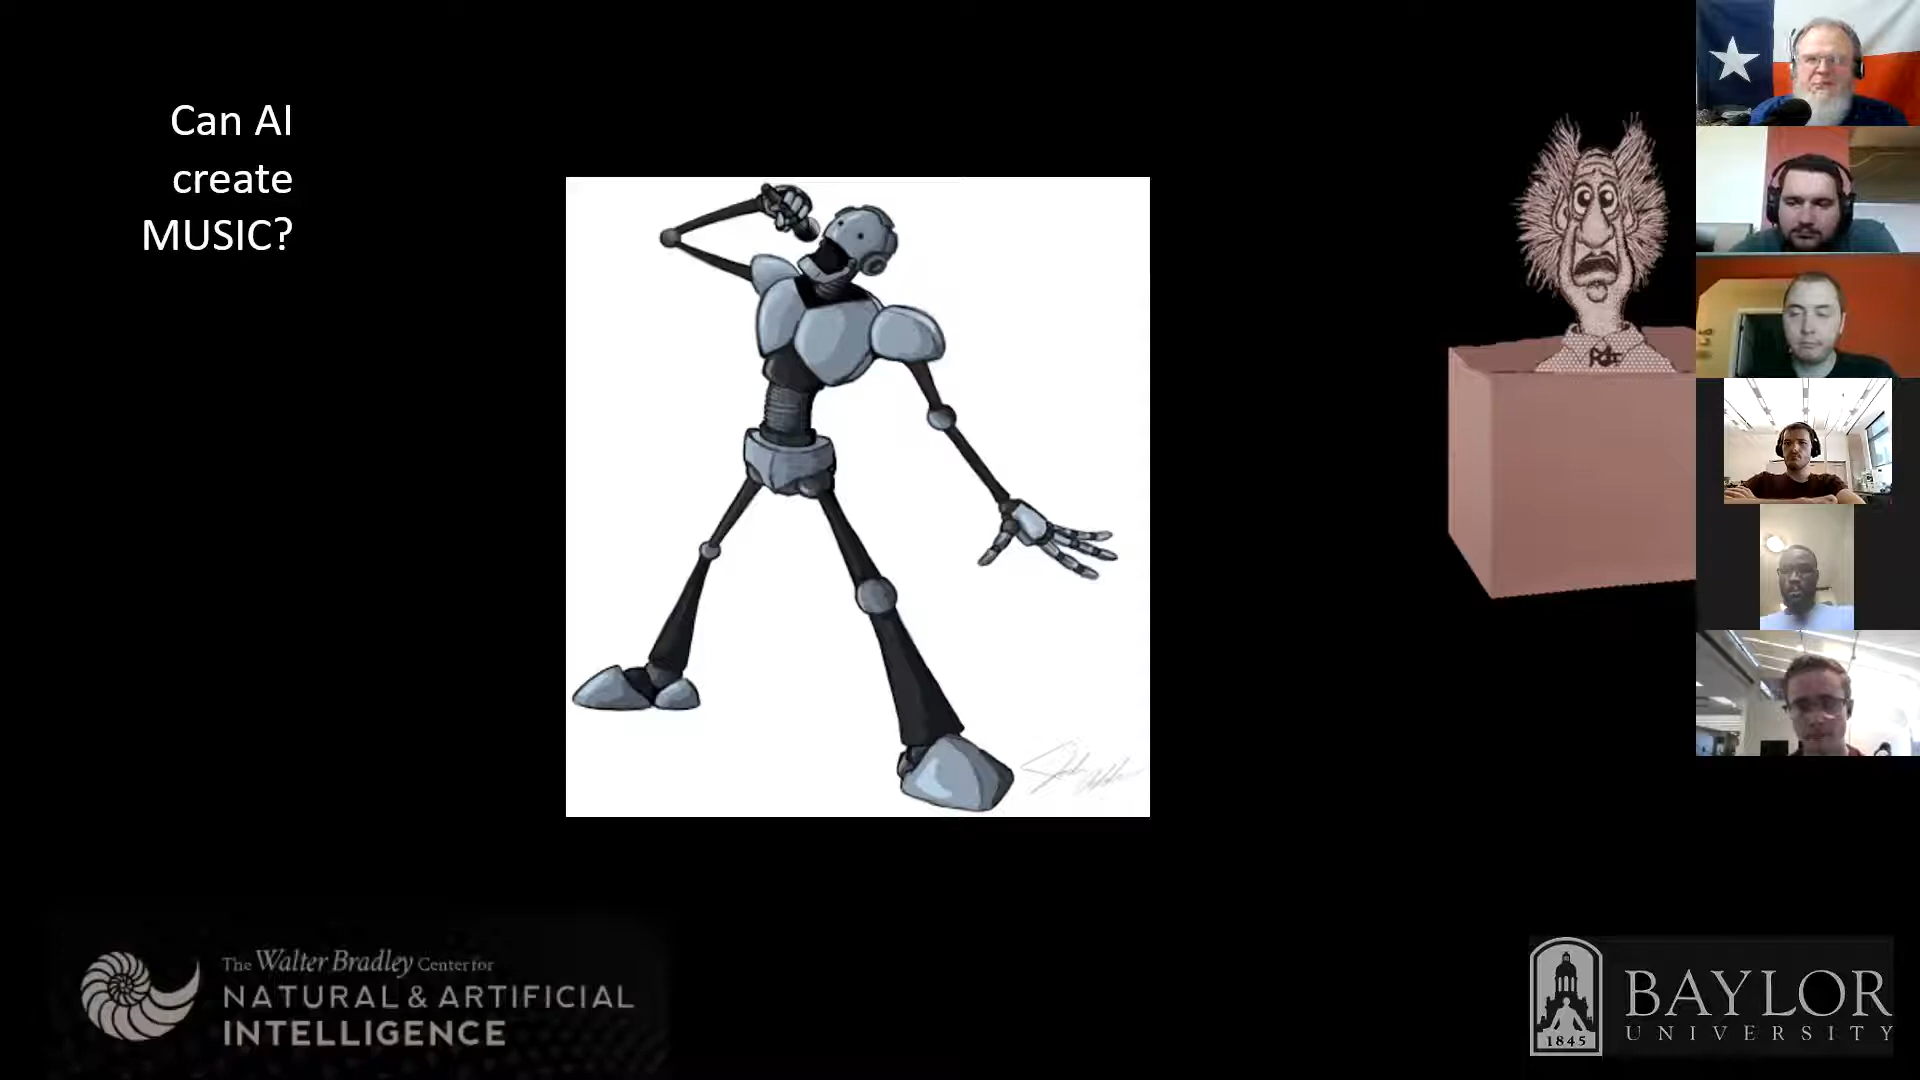 Can AI
create
MUSIC?
The Walter Bradley Center for
NATURAL & ARTIFICIAL
INTELLIGENCE
BAYLOR
UNIVERSITY
1845